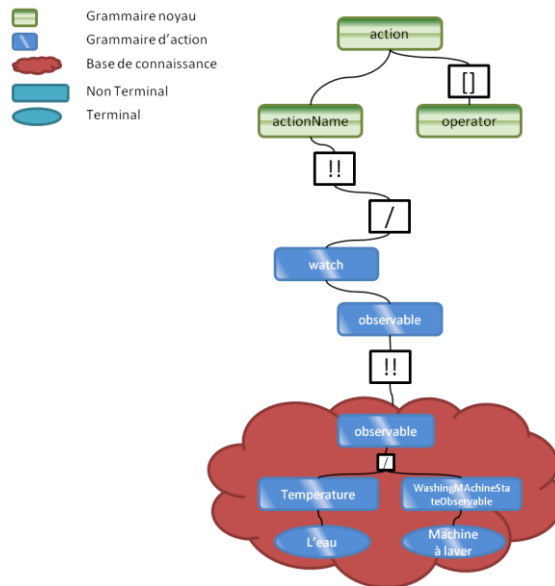 Grammaire noyau
Grammaire d'action
Base de connaissance
Non Terminal
Terminal
action
[]
actionName
operator
!!
/
watch
observable
!!
observable
/
Temperature
WashingMAchineSta
teObservable
L'eau
Machine
à laver